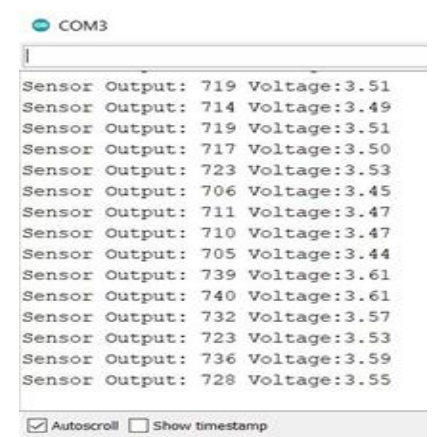 COM3
Sensor Output: 719 Voltage:3.51
Sensor Output: 714 Voltage:3.49
Sensor Output: 719 Voltage:3.51
Sensor Output: 717 Voltage:3.50
Sensor Output: 723 Voltage:3.53
Sensor Output: 706 Voltage:3.45
Sensor Output: 711 Voltage:3.47
Sensor Output: 710 Voltage:3.47
Sensor Output: 705 Voltage:3.44
Sensor Output: 739 Voltage:3.61
Sensor Output: 740 Voltage:3.61
Sensor Output: 732 Voltage:3.57
Sensor Output: 723 Voltage:3.53
Sensor Output: 736 Voltage:3.59
Sensor Output: 728 Voltage:3.55
Autoscroll Show timestamp